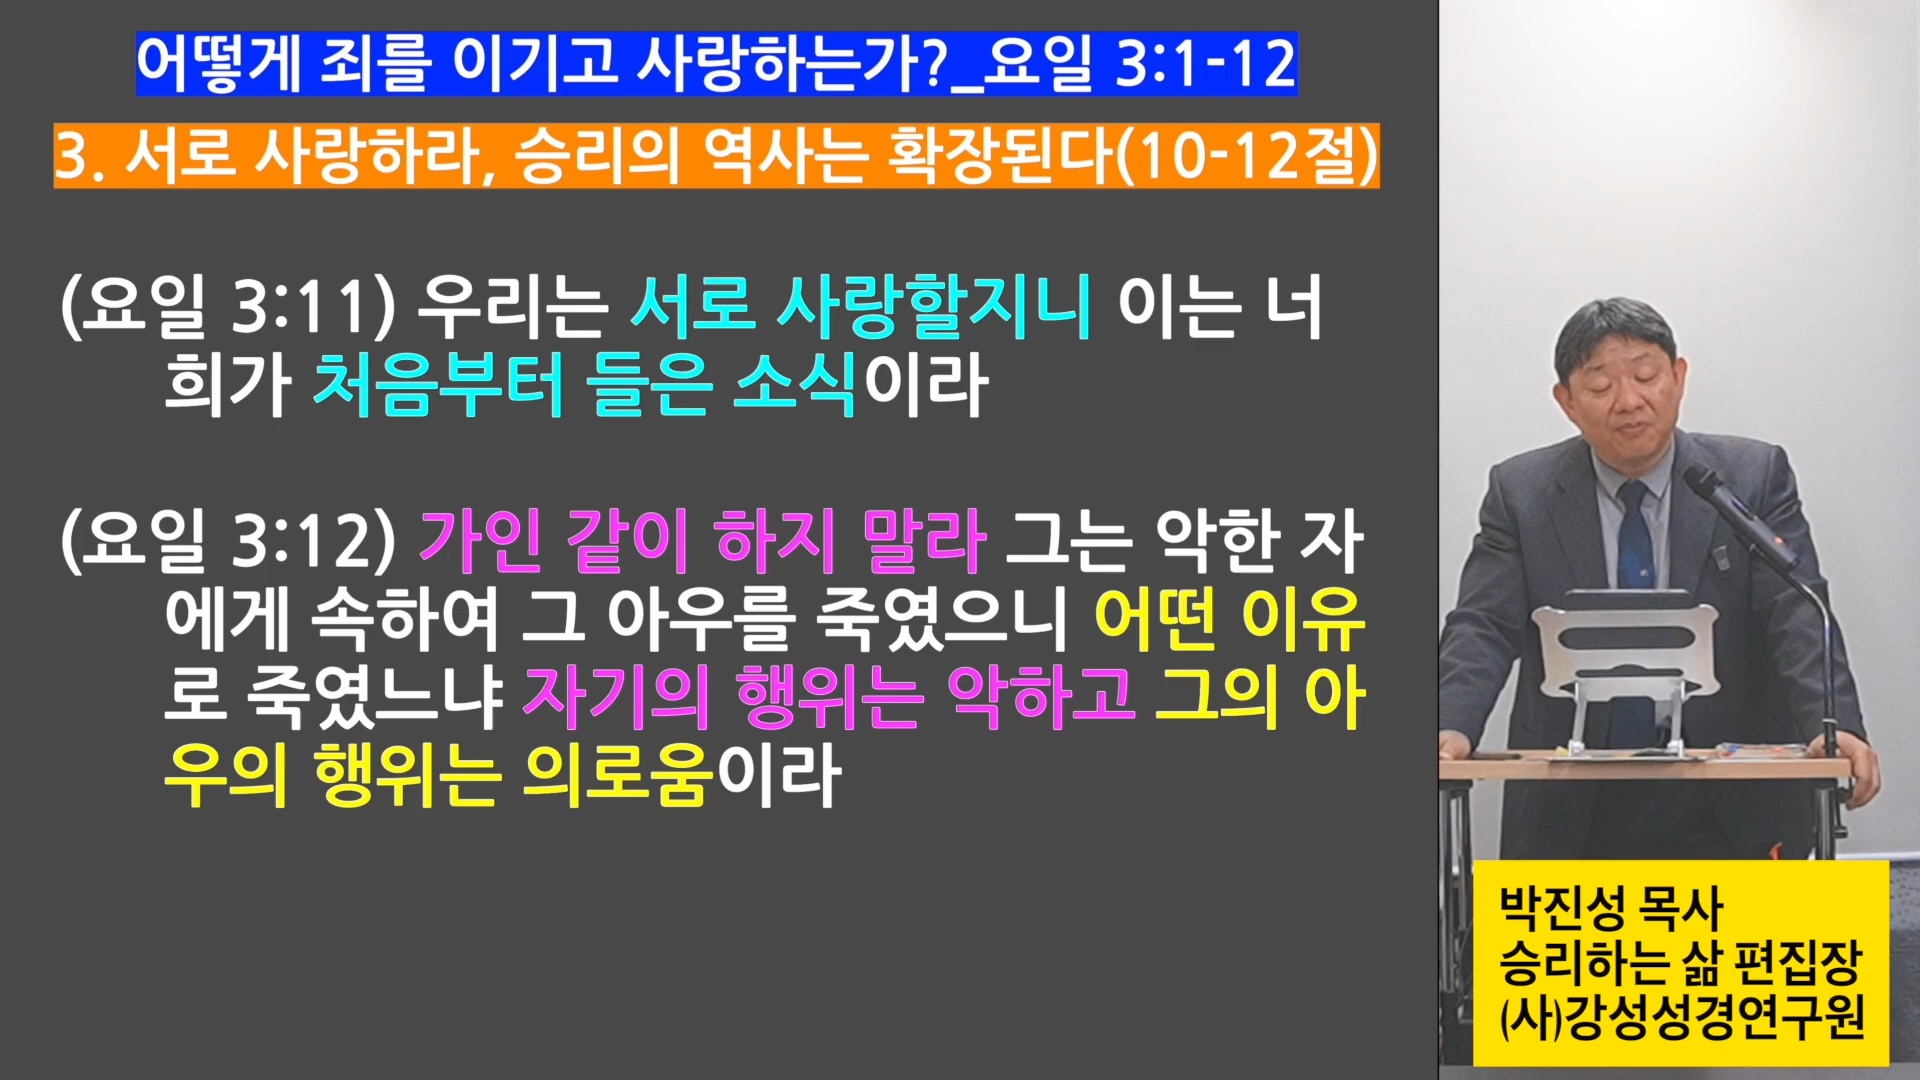 어떻게 죄를 이기고 사랑하는가?_요일 3:1-12
3. 서로 사랑하라, 승리의 역사는 확장된다(10-12절)
(요일 3:11) 우리는 서로 사랑할지니 이는 너
희가 처음부터 들은 소식이라
(요일 3:12) 가인 같이 하지 말라 그는 악한 자
에게 속하여 그 아우를 죽였으니 어떤 이유
로 죽였느냐 자기의 행위는 악하고 그의 아
우의 행위는 의로움이라
박진성 목사
승리하는 삶 편집장
(사)강성성경연구원